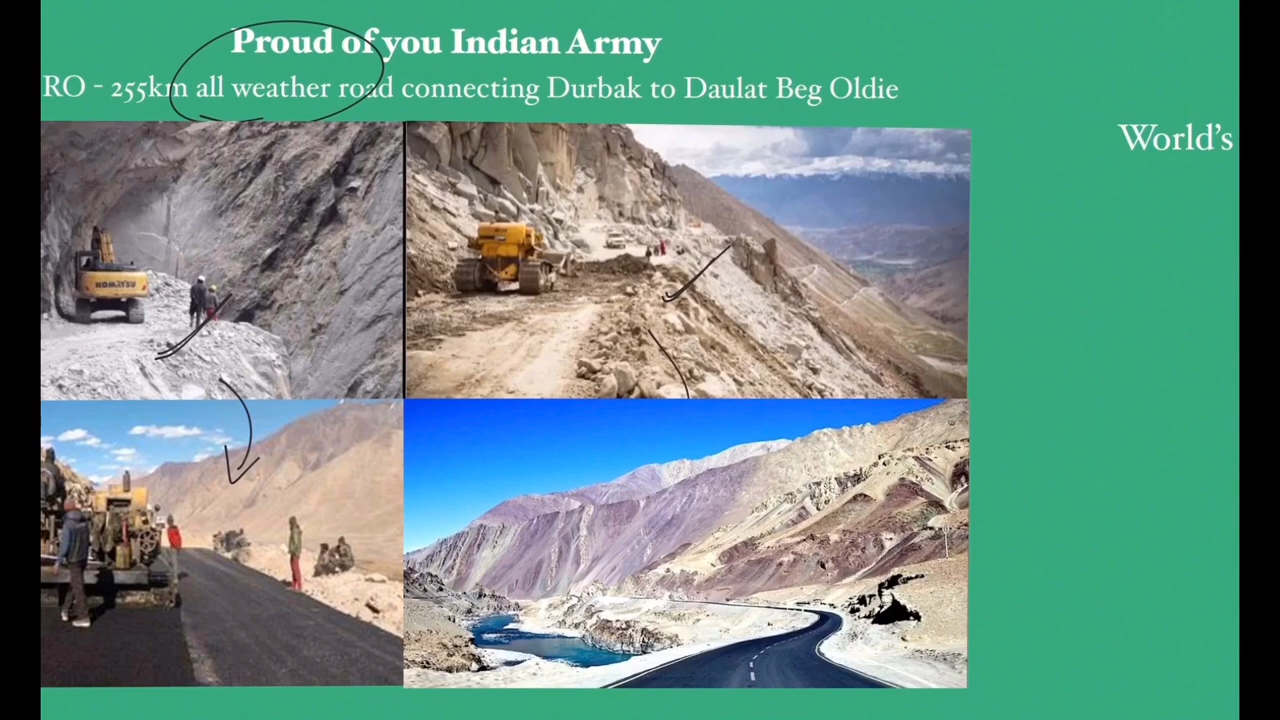 Proud of you Indian Army
RO - 255km all weather road connecting Durbak to Daulat Beg Oldie
World's
KOMATSU